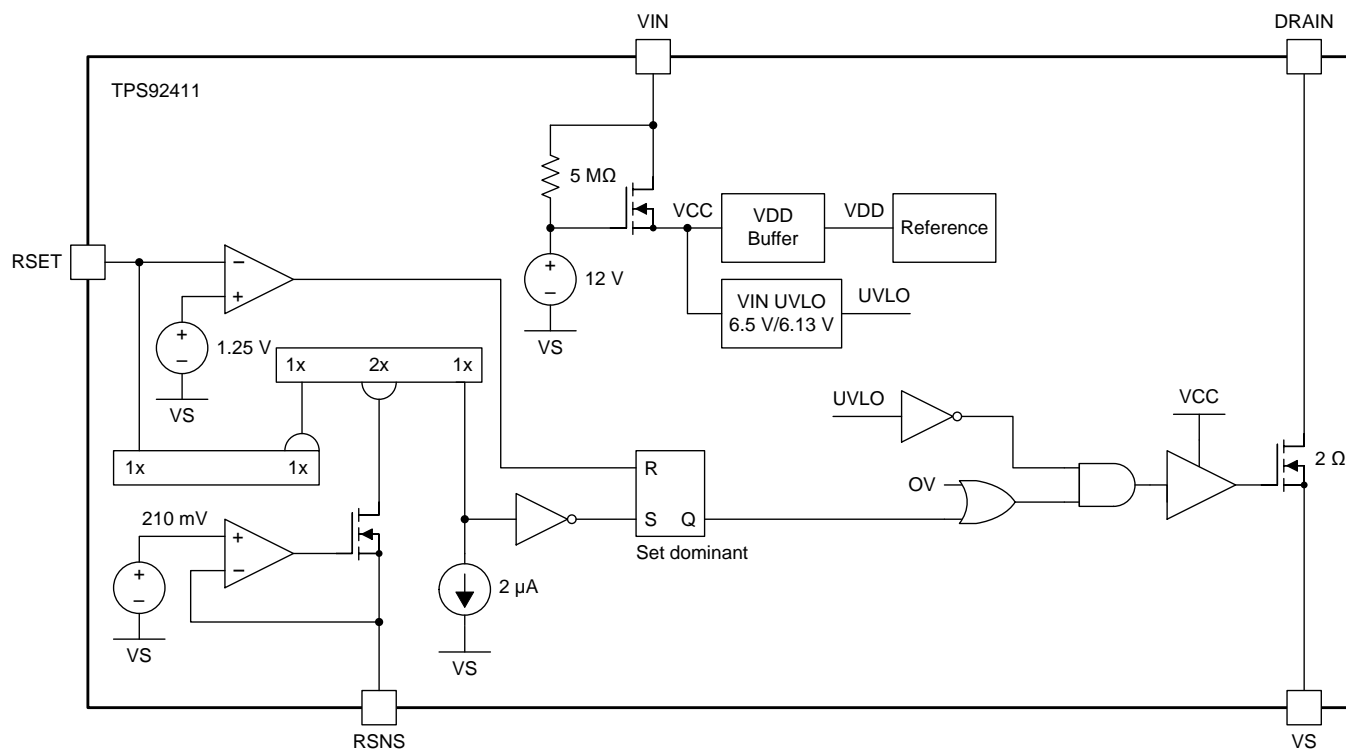 VIN
DRAIN
TPS92411
5 MΩ
VCC
VDD
Buffer
VDD
Reference
RSET
−
+
+
−
1.25 V
VS
+
−
12 V
VS
VIN UVLO
6.5 V/6.13 V
UVLO
1x
2x
1x
1x
1x
UVLO
VCC
2 Ω
R
S
Q
Set dominant
OV
210 mV
+
−
+
−
VS
2 µA
VS
RSNS
VS